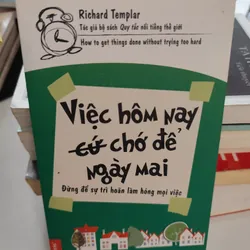 Richard Templar
Tác giả bộ sách Quy tắc nổi tiếng thế giới
How to get things done without trying too hard
Việc hôm nay
cứ chớ để
ngày mai
Đừng để sự trì hoãn làm hỏng mọi việc